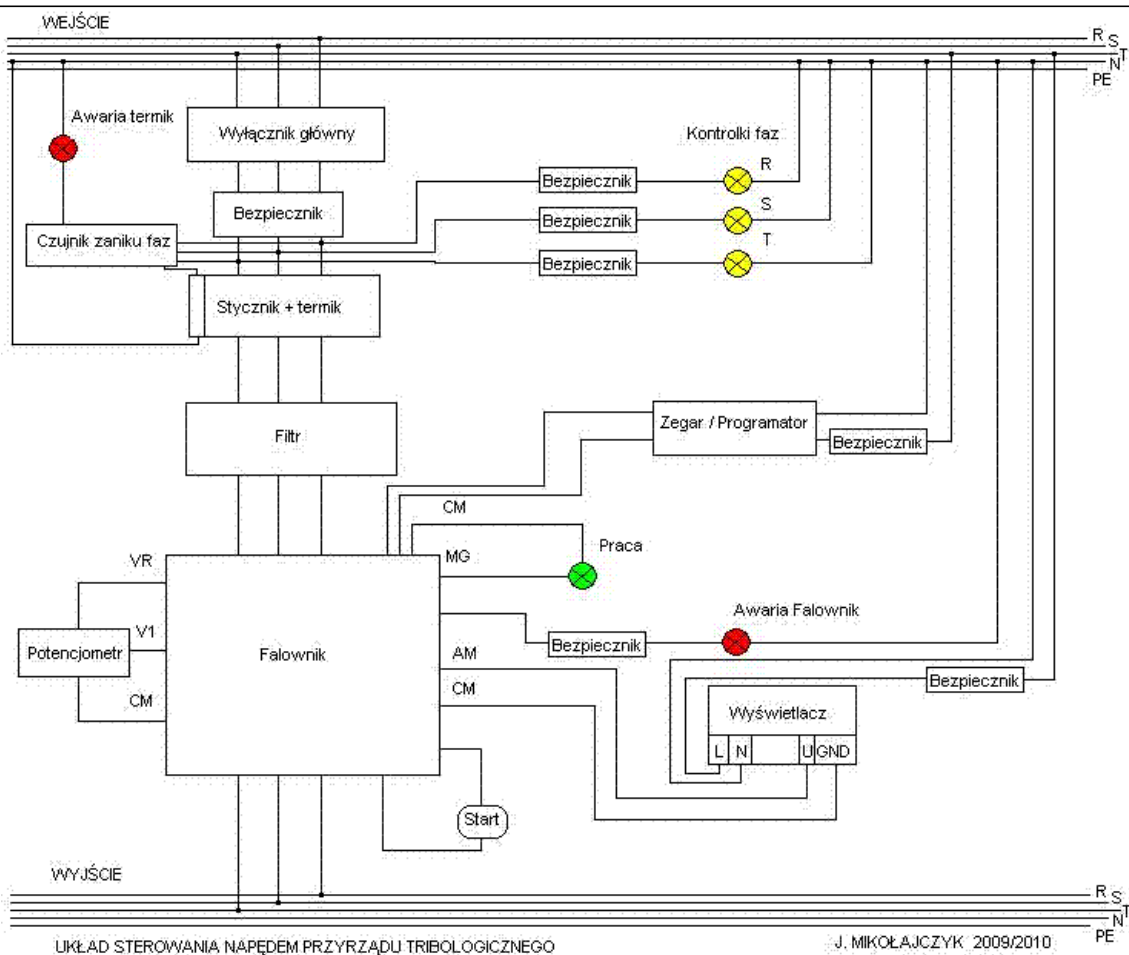 WEJŚCIE
R S T N PE
Awaria termik
Wyłącznik główny
Kontrolki faz
R
Bezpiecznik
Bezpiecznik
S
Bezpiecznik
Czujnik zaniku faz
T
Bezpiecznik
Stycznik + termik
Zegar / Programator
Filtr
Bezpiecznik
CM
VR
MG
Praca
Awaria Falownik
V1
Potencjometr
Falownik
Bezpiecznik
AM
Bezpiecznik
CM
CM
Wyświetlacz
L N U GND
Start
WYJŚCIE
R S T N PE
UKŁAD STEROWANIA NAPĘDEM PRZYRZĄDU TRIBOLOGICZNEGO
J. MIKOŁAJCZYK 2009/2010